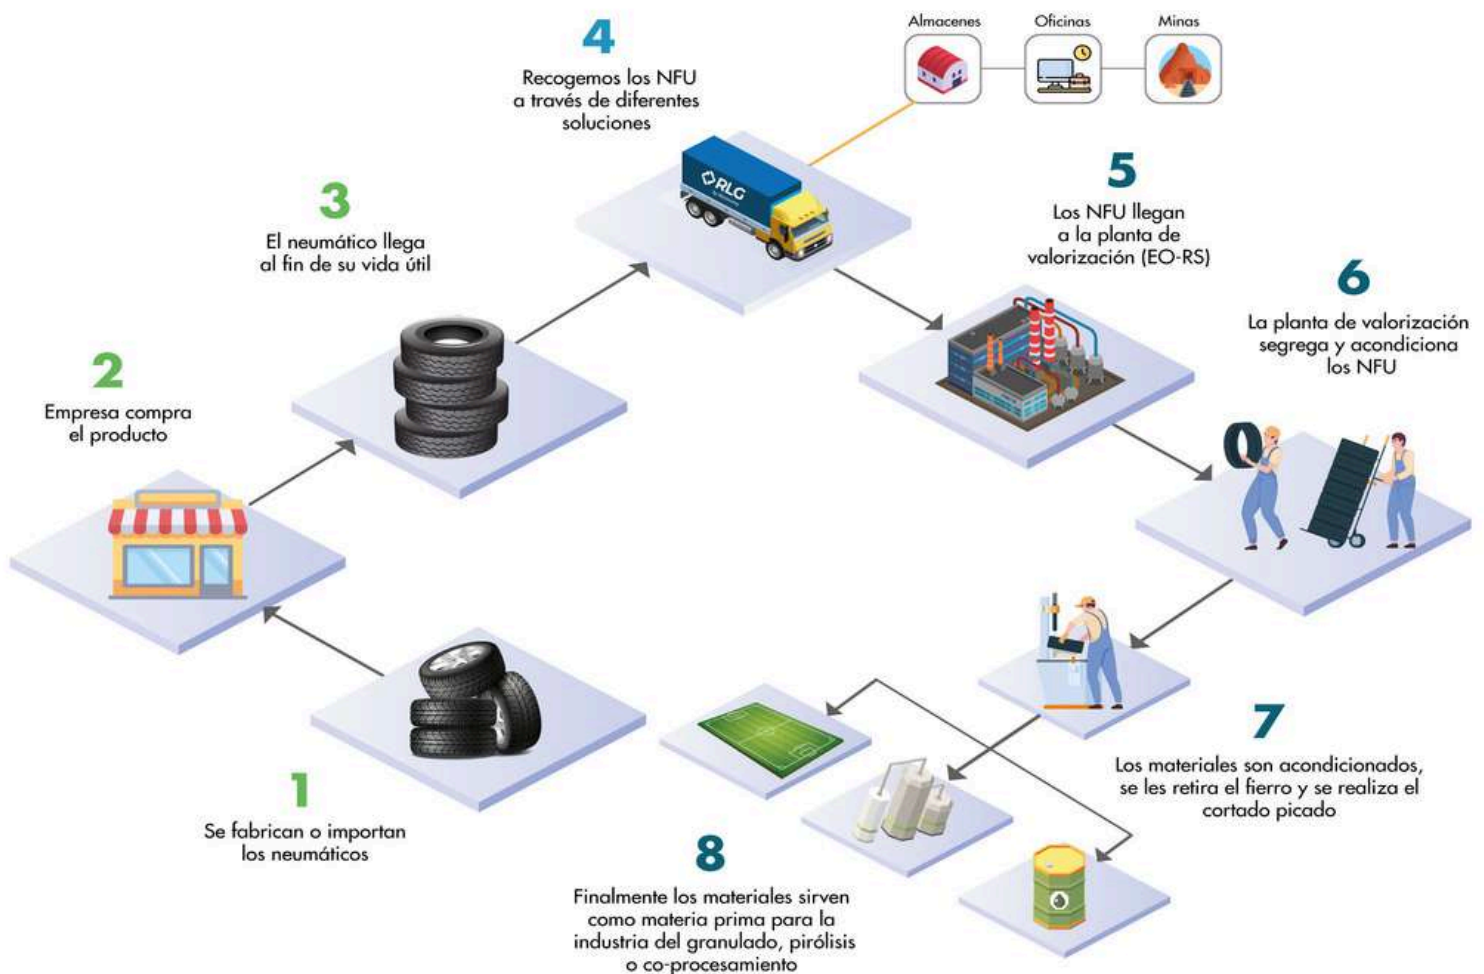 1
Se fabrican o importan
los neumáticos
2
Empresa compra
el producto
3
El neumático llega
al fin de su vida útil
4
Recogemos los NFU
a través de diferentes
soluciones
Almacenes
Oficinas
Minas
RLG
5
Los NFU llegan
a la planta de
valorización (EO-RS)
6
La planta de valorización
segrega y acondiciona
los NFU
7
Los materiales son acondicionados,
se les retira el fierro y se realiza el
cortado picado
8
Finalmente los materiales sirven
como materia prima para la
industria del granulado, pirólisis
o co-procesamiento